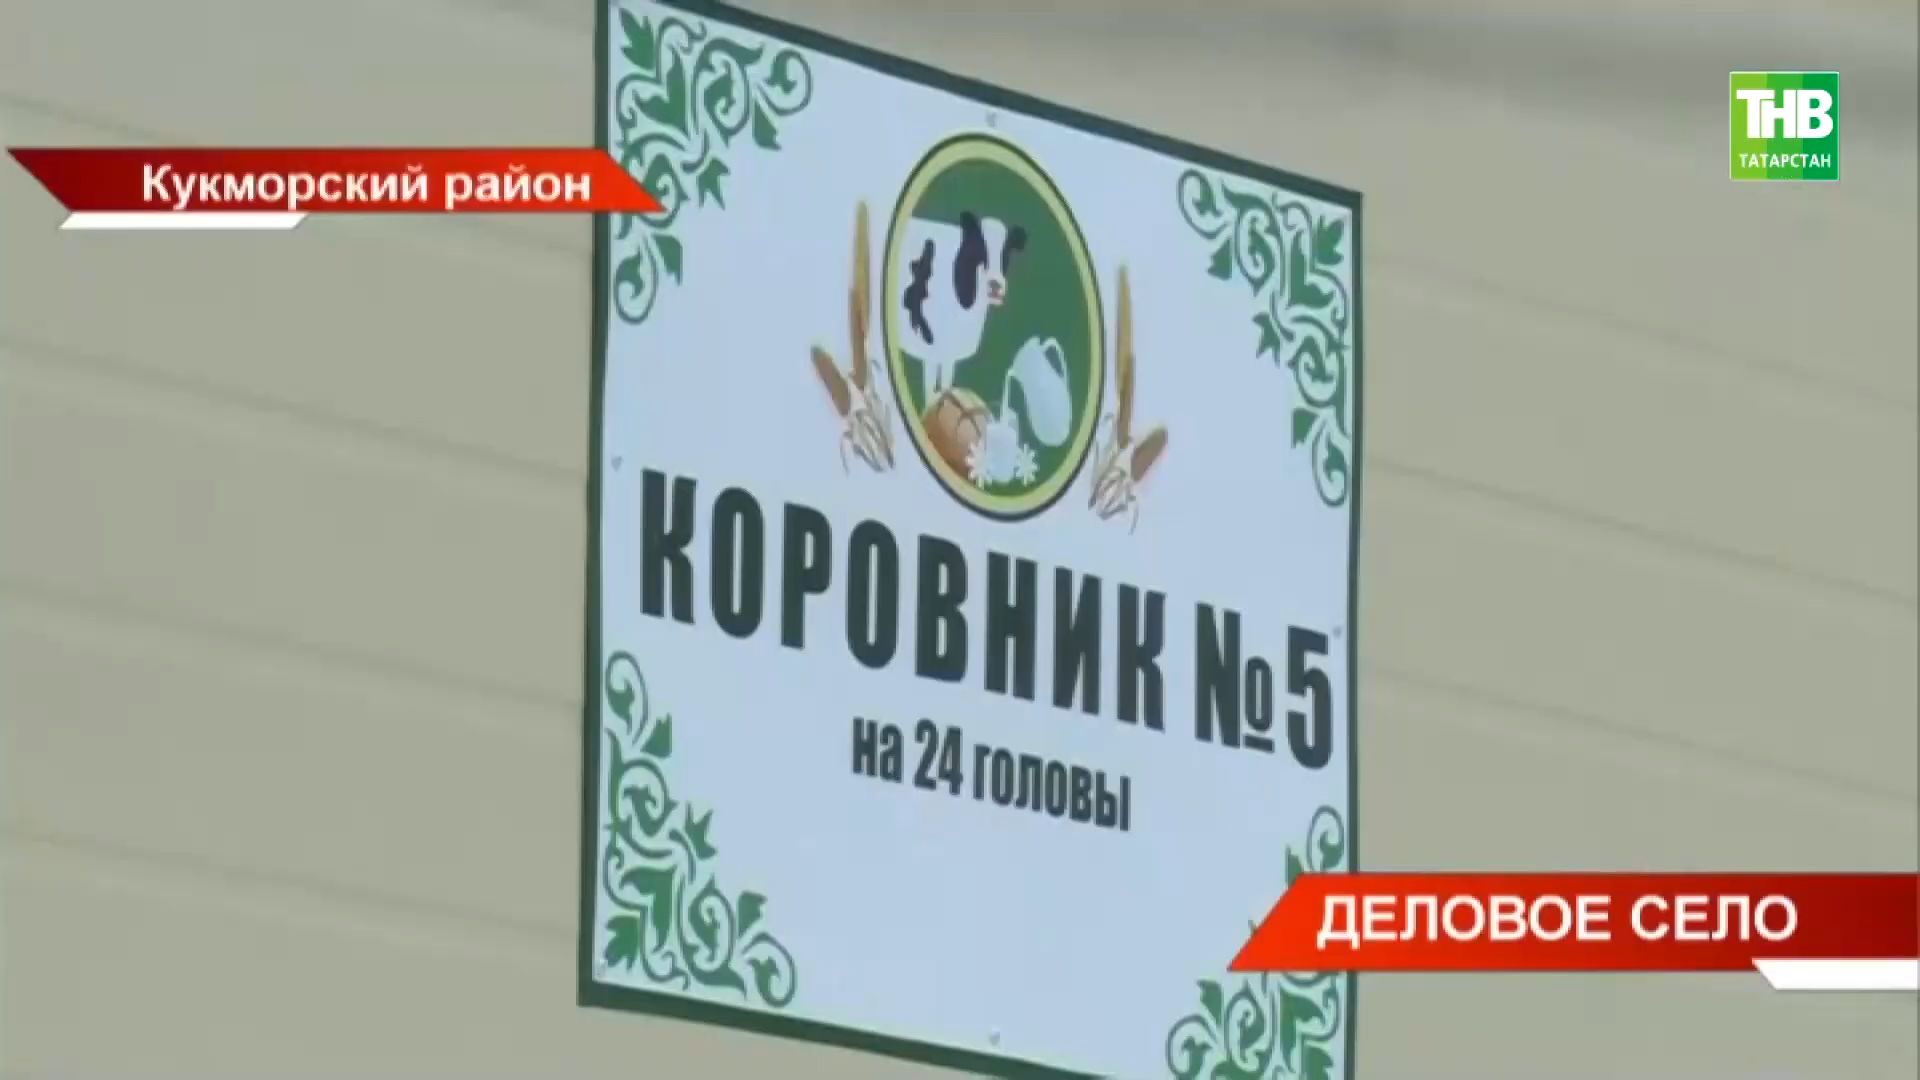 Кукморский район
ТНВ
ТАТАРСТАН
КОРОВНИК №5
на 24 головы
ДЕЛОВОЕ СЕЛО